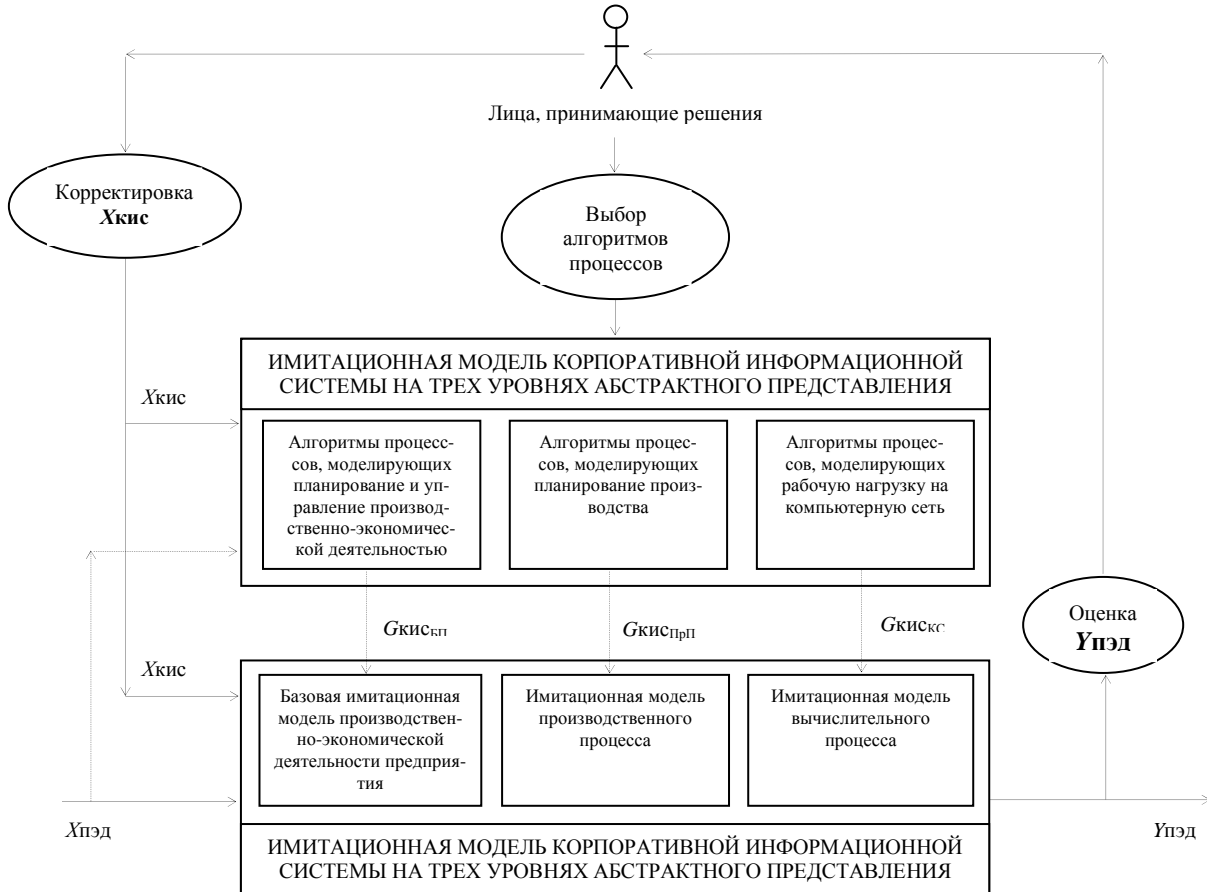 Лица, принимающие решения
Корректировка
Xкис
Выбор
алгоритмов
процессов
ИМИТАЦИОННАЯ МОДЕЛЬ КОРПОРАТИВНОЙ ИНФОРМАЦИОННОЙ
СИСТЕМЫ НА ТРЕХ УРОВНЯХ АБСТРАКТНОГО ПРЕДСТАВЛЕНИЯ
Xкис
Алгоритмы процесс-
сов, моделирующих
планирование и уп-
равление производ-
ственно-экономичес-
кой деятельностью
Алгоритмы процес-
сов, моделирующих
планирование произ-
водства
Алгоритмы процес-
сов, моделирующих
рабочую нагрузку на
компьютерную сеть
GкисБП
GкисПрП
GкисКС
Оценка
Yпэд
Xкис
Базовая имитационная
модель производствен-
но-экономической
деятельности предприя-
тия
Имитационная модель
производственного
процесса
Имитационная модель
вычислительного
процесса
Xпэд
Yпэд
ИМИТАЦИОННАЯ МОДЕЛЬ КОРПОРАТИВНОЙ ИНФОРМАЦИОННОЙ
СИСТЕМЫ НА ТРЕХ УРОВНЯХ АБСТРАКТНОГО ПРЕДСТАВЛЕНИЯ